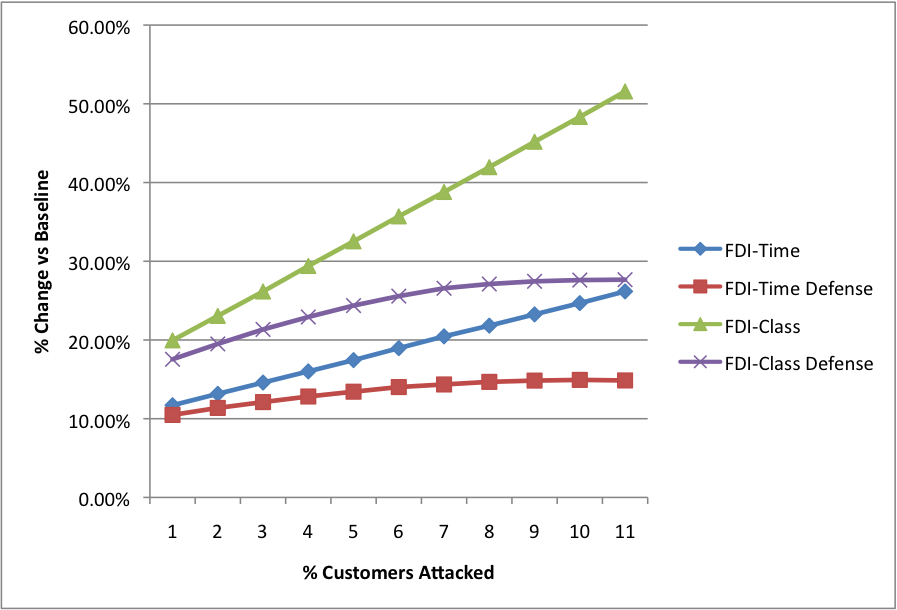 60.00%
50.00%
40.00%
30.00%
20.00%
10.00%
0.00%
% Change vs Baseline
1 2 3 4 5 6 7 8 9 10 11
% Customers Attacked
FDI-Time
FDI-Time Defense
FDI-Class
FDI-Class Defense